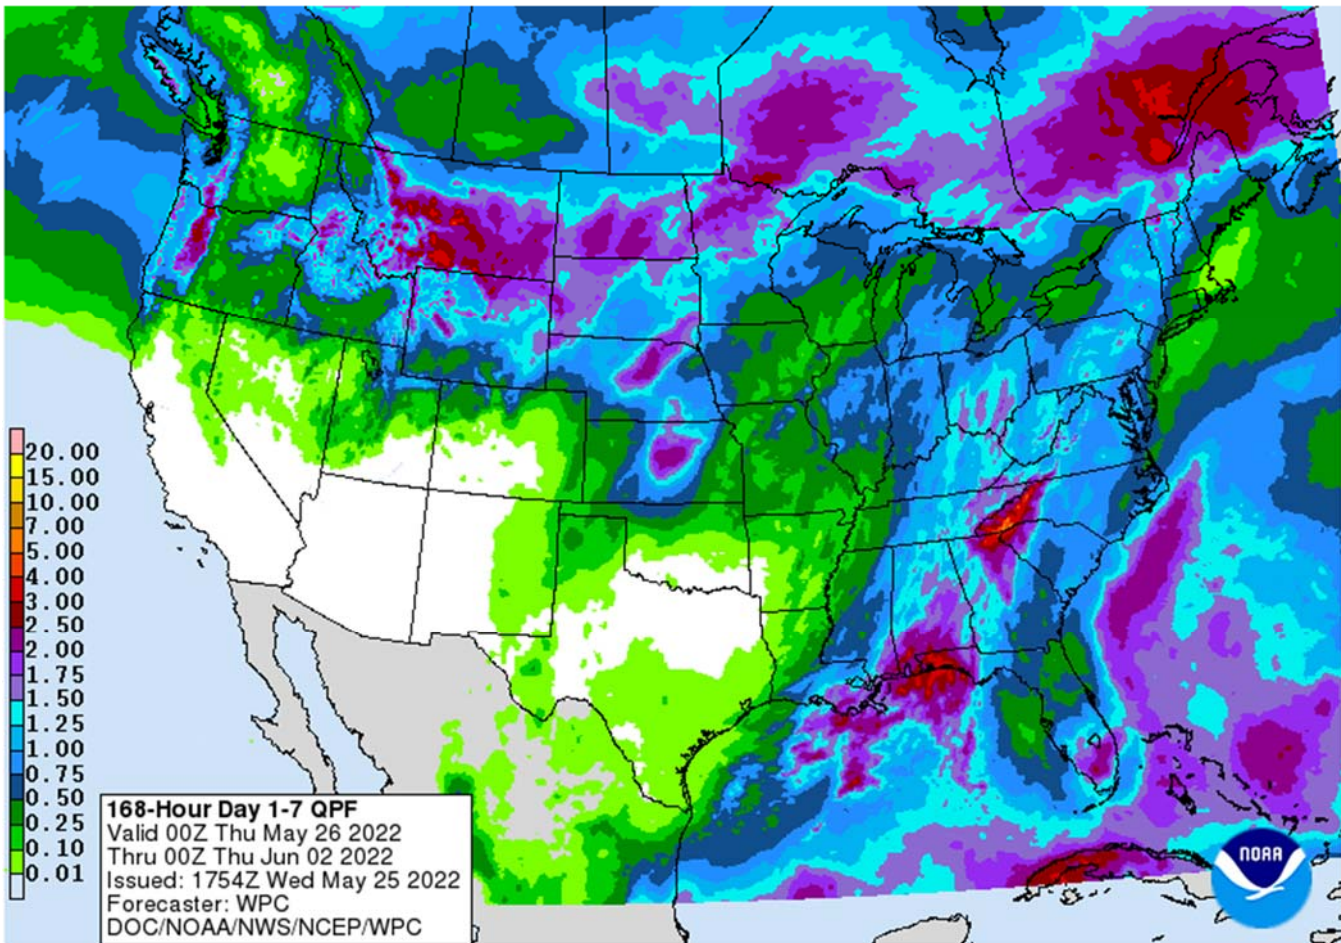 20.00
15.00
10.00
7.00
5.00
4.00
3.00
2.50
2.00
1.75
1.50
1.25
1.00
0.75
0.50
0.25
0.10
0.01
168-Hour Day 1-7 QPF
Valid 00Z Thu May 26 2022
Thru 00Z Thu Jun 02 2022
Issued: 1754Z Wed May 25 2022
Forecaster: WPC
DOC/NOAA/NWS/NCEP/WPC
NOAA